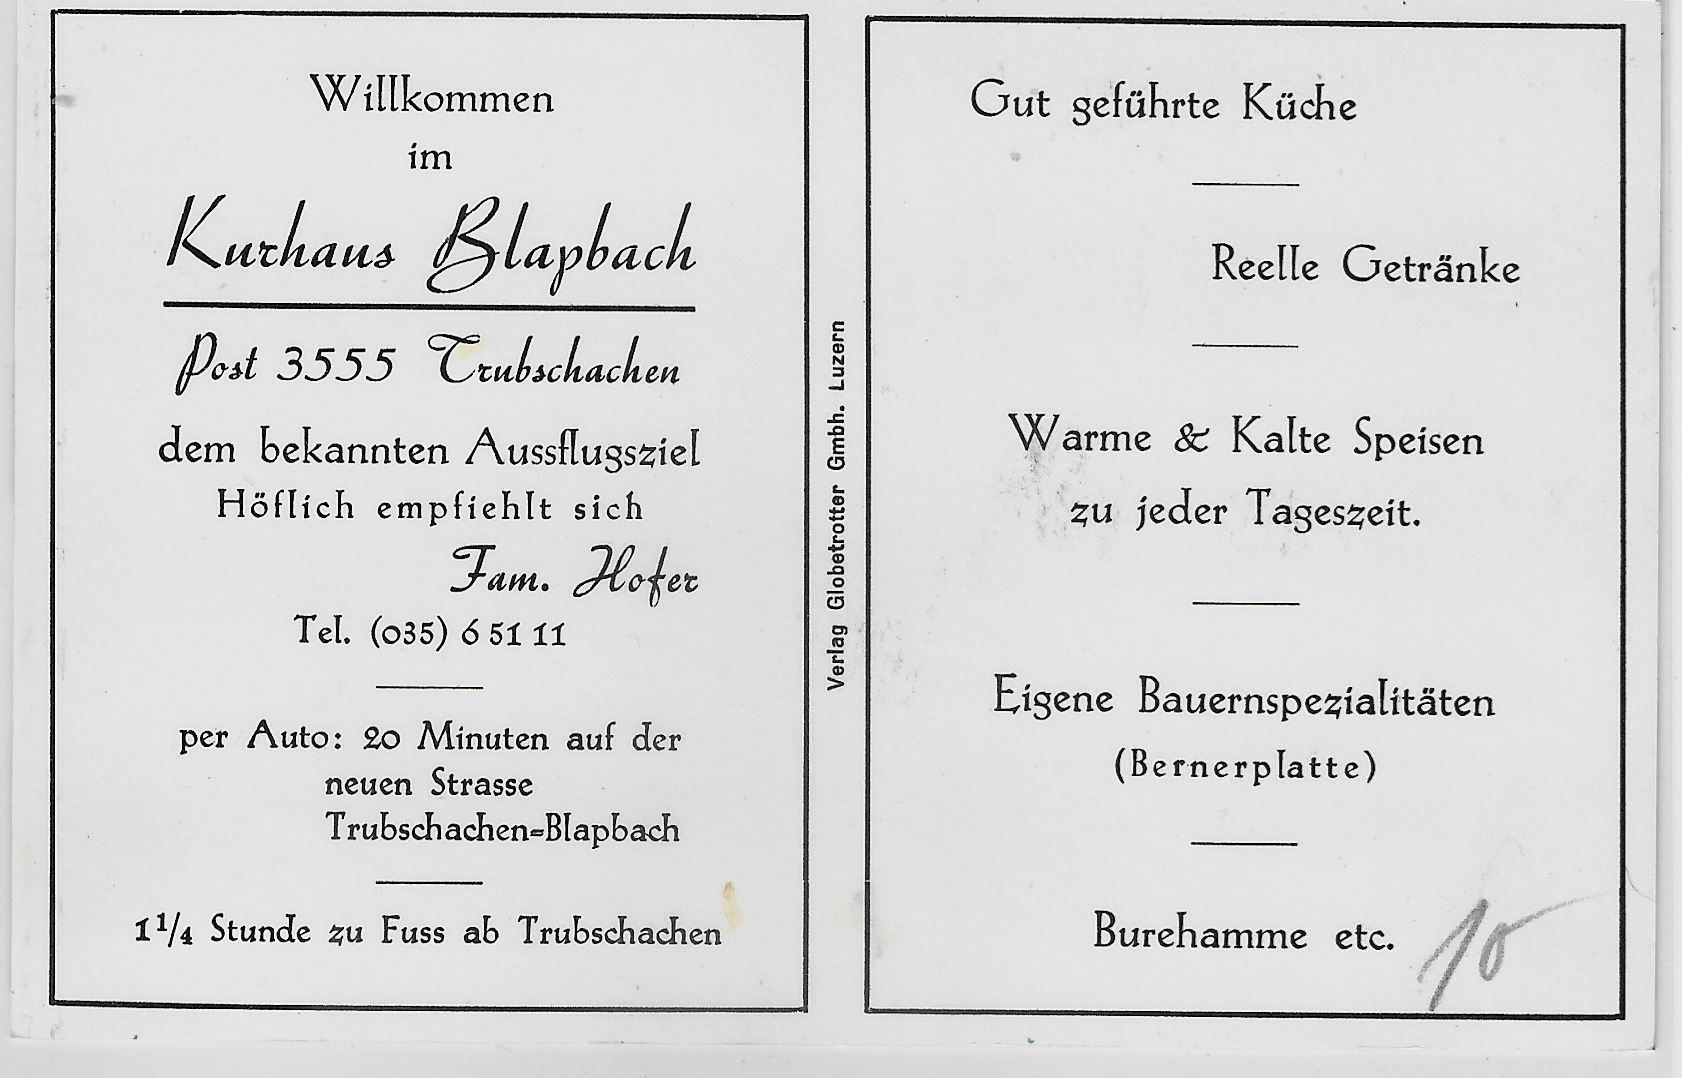 Willkommen
im
Kurhaus Blapbach
Post 3555 Trubschachen
dem bekannten Aussflugsziel
Höflich empfiehlt sich
Fam. Hofer
Tel. (035) 6 51 11
per Auto: 20 Minuten auf der
neuen Strasse
Trubschachen=Blapbach
1 1/4 Stunde zu Fuss ab Trubschachen
Verlag Globetrotter Gmbh. Luzern
Gut geführte Küche
Reelle Getränke
Warme & Kalte Speisen
zu jeder Tageszeit.
Eigene Bauernspezialitäten
(Bernerplatte)
Burehamme etc.